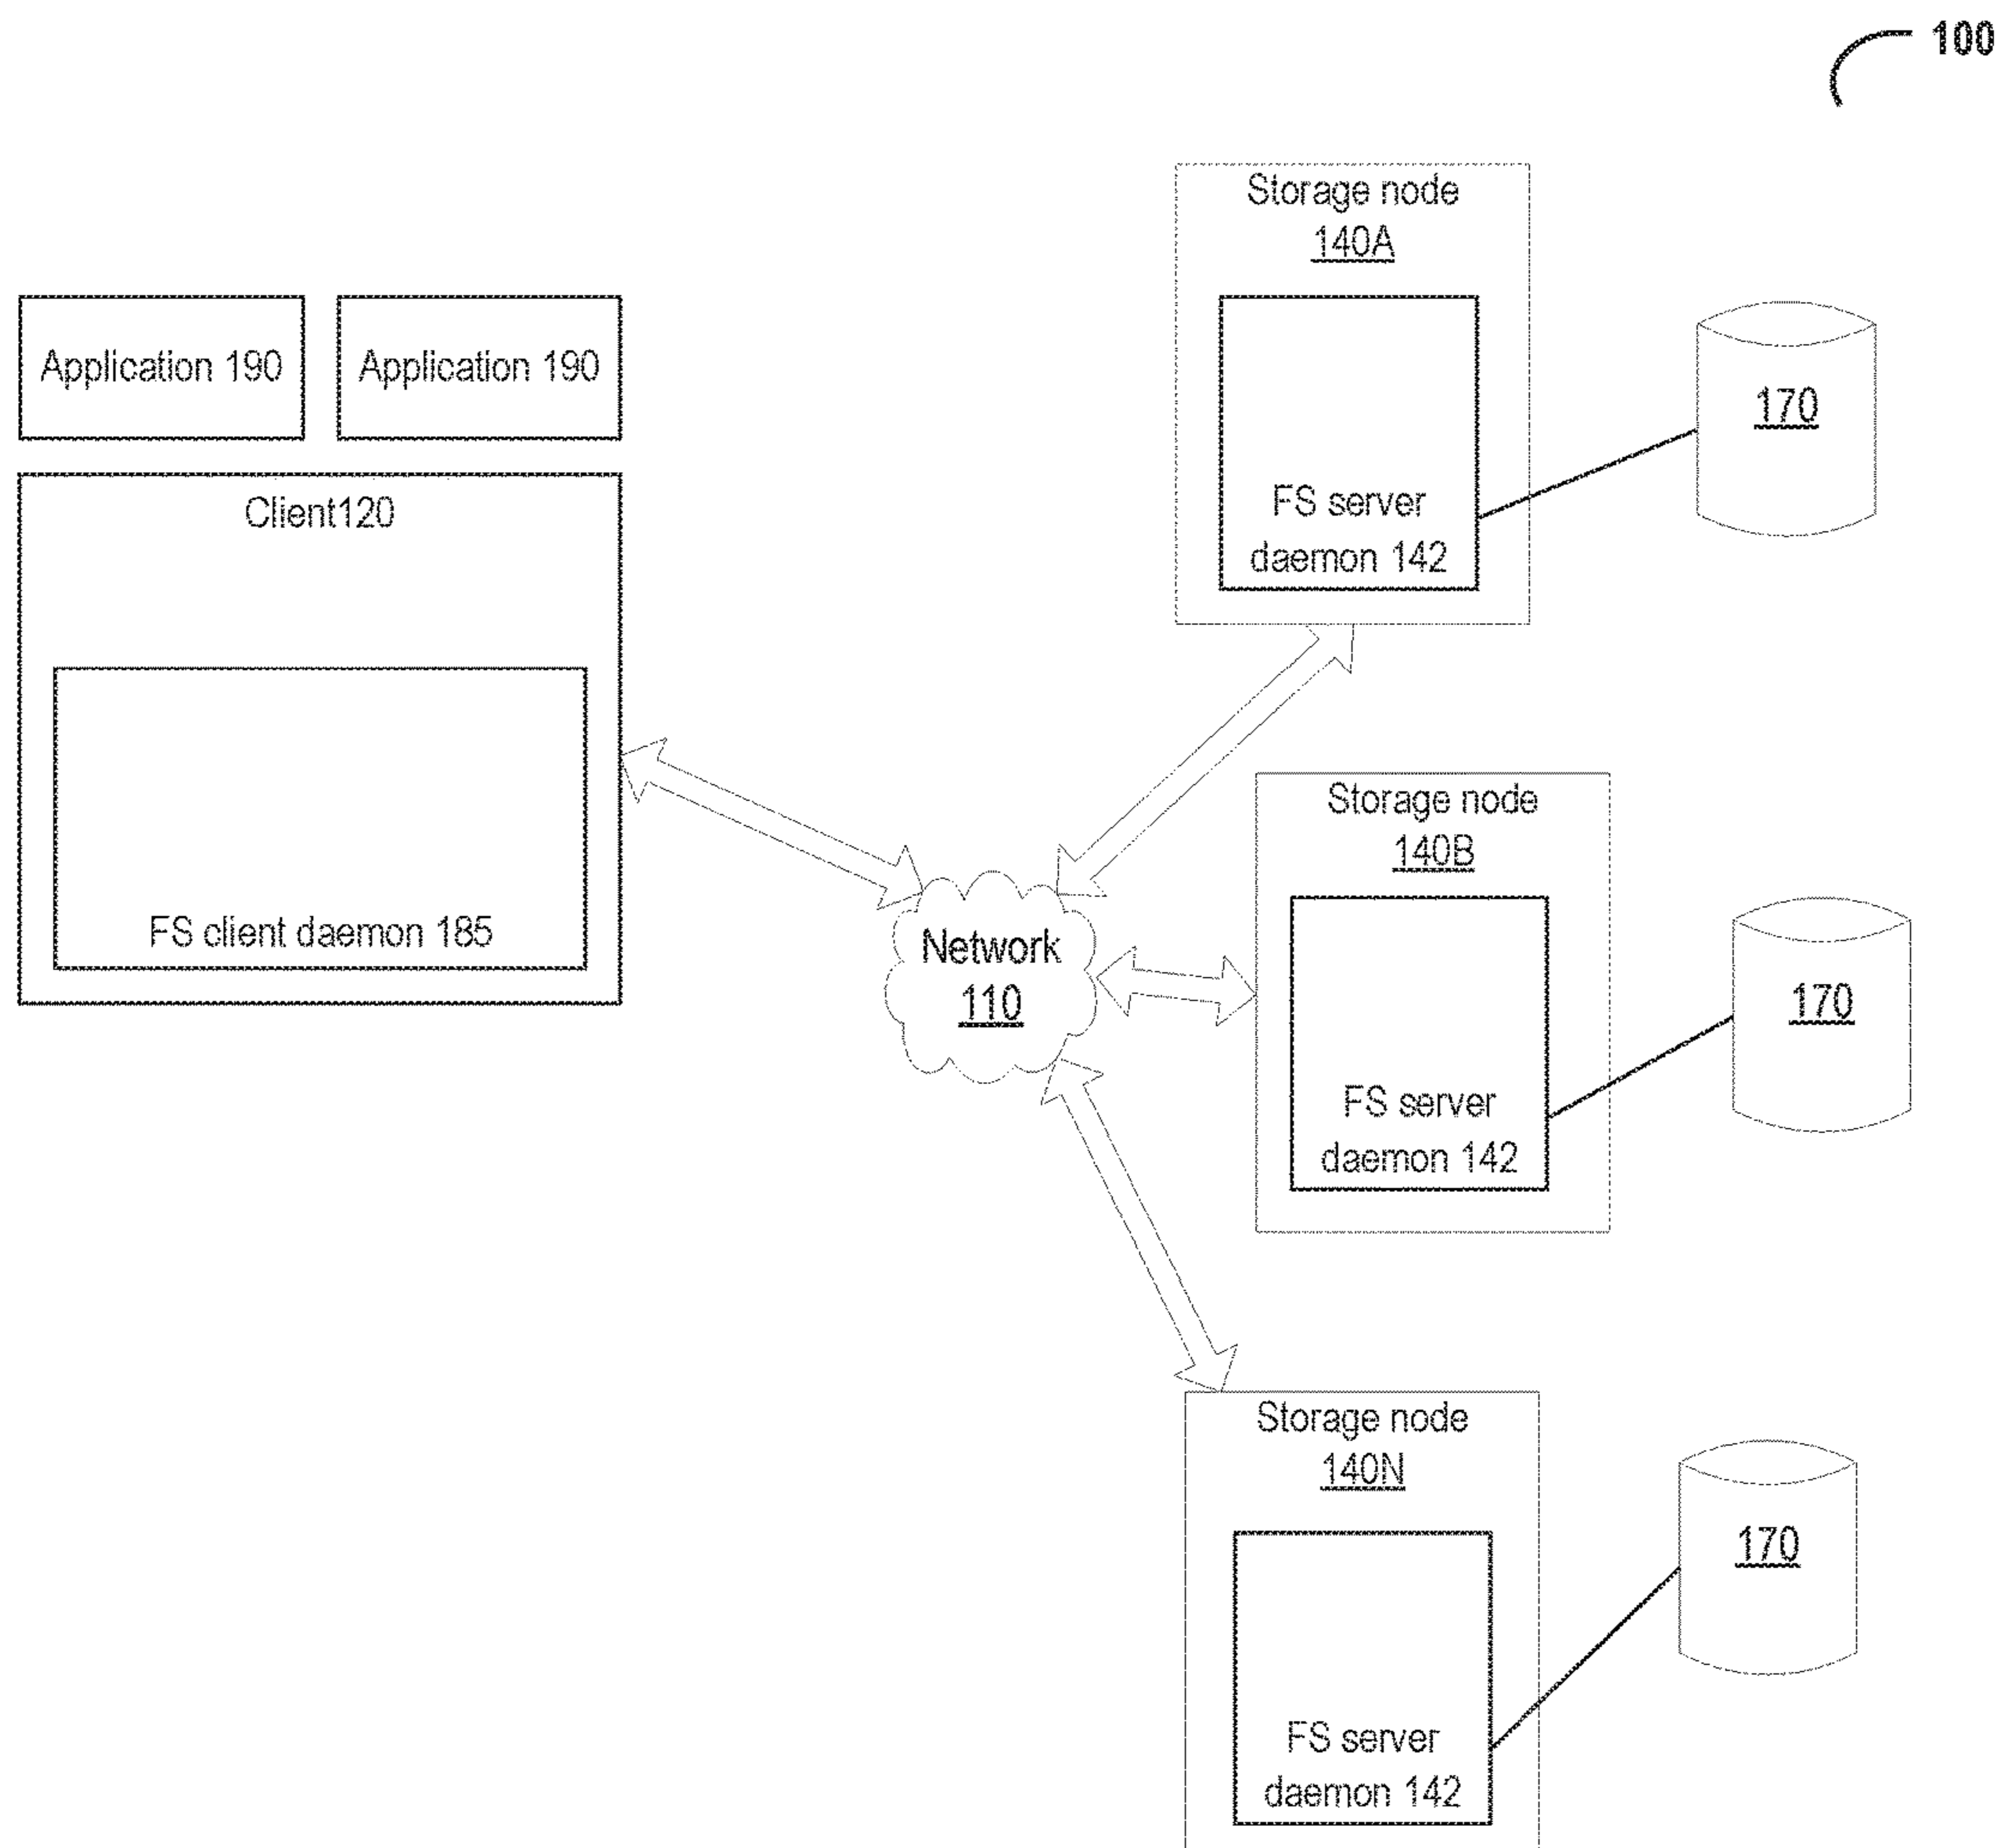 100
Storage node
140A
Application 190
Application 190
170
Client120
FS server
daemon 142
Storage node
140B
FS client daemon 185
Network
110
170
FS server
daemon 142
Storage node
140N
170
FS server
daemon 142